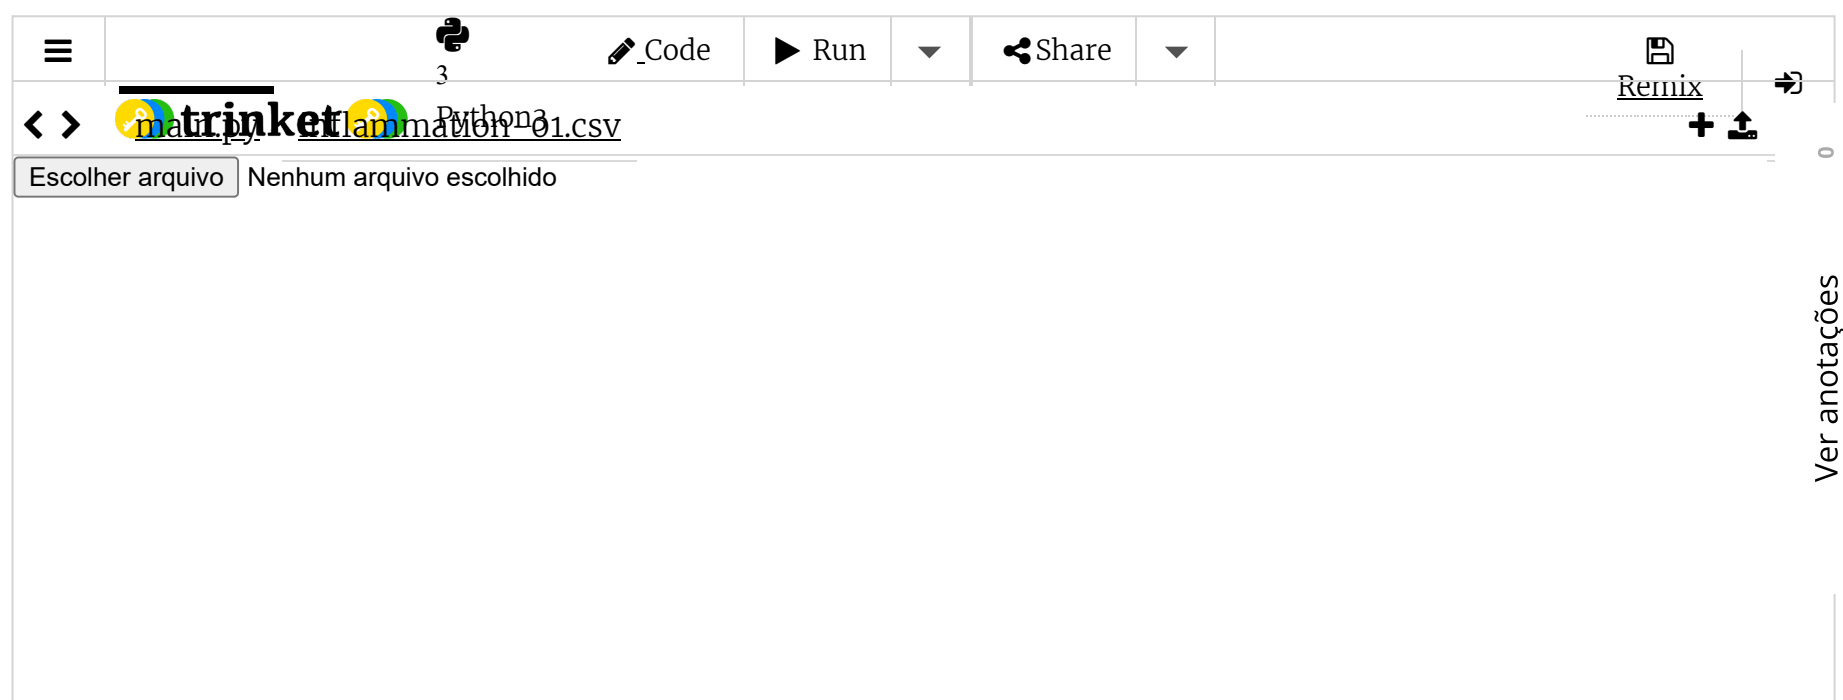 Code Run Share
3
Remix
trinket Python3
main.py inflammation-01.csv
0
Escolher arquivo Nenhum arquivo escolhido
Ver anotações